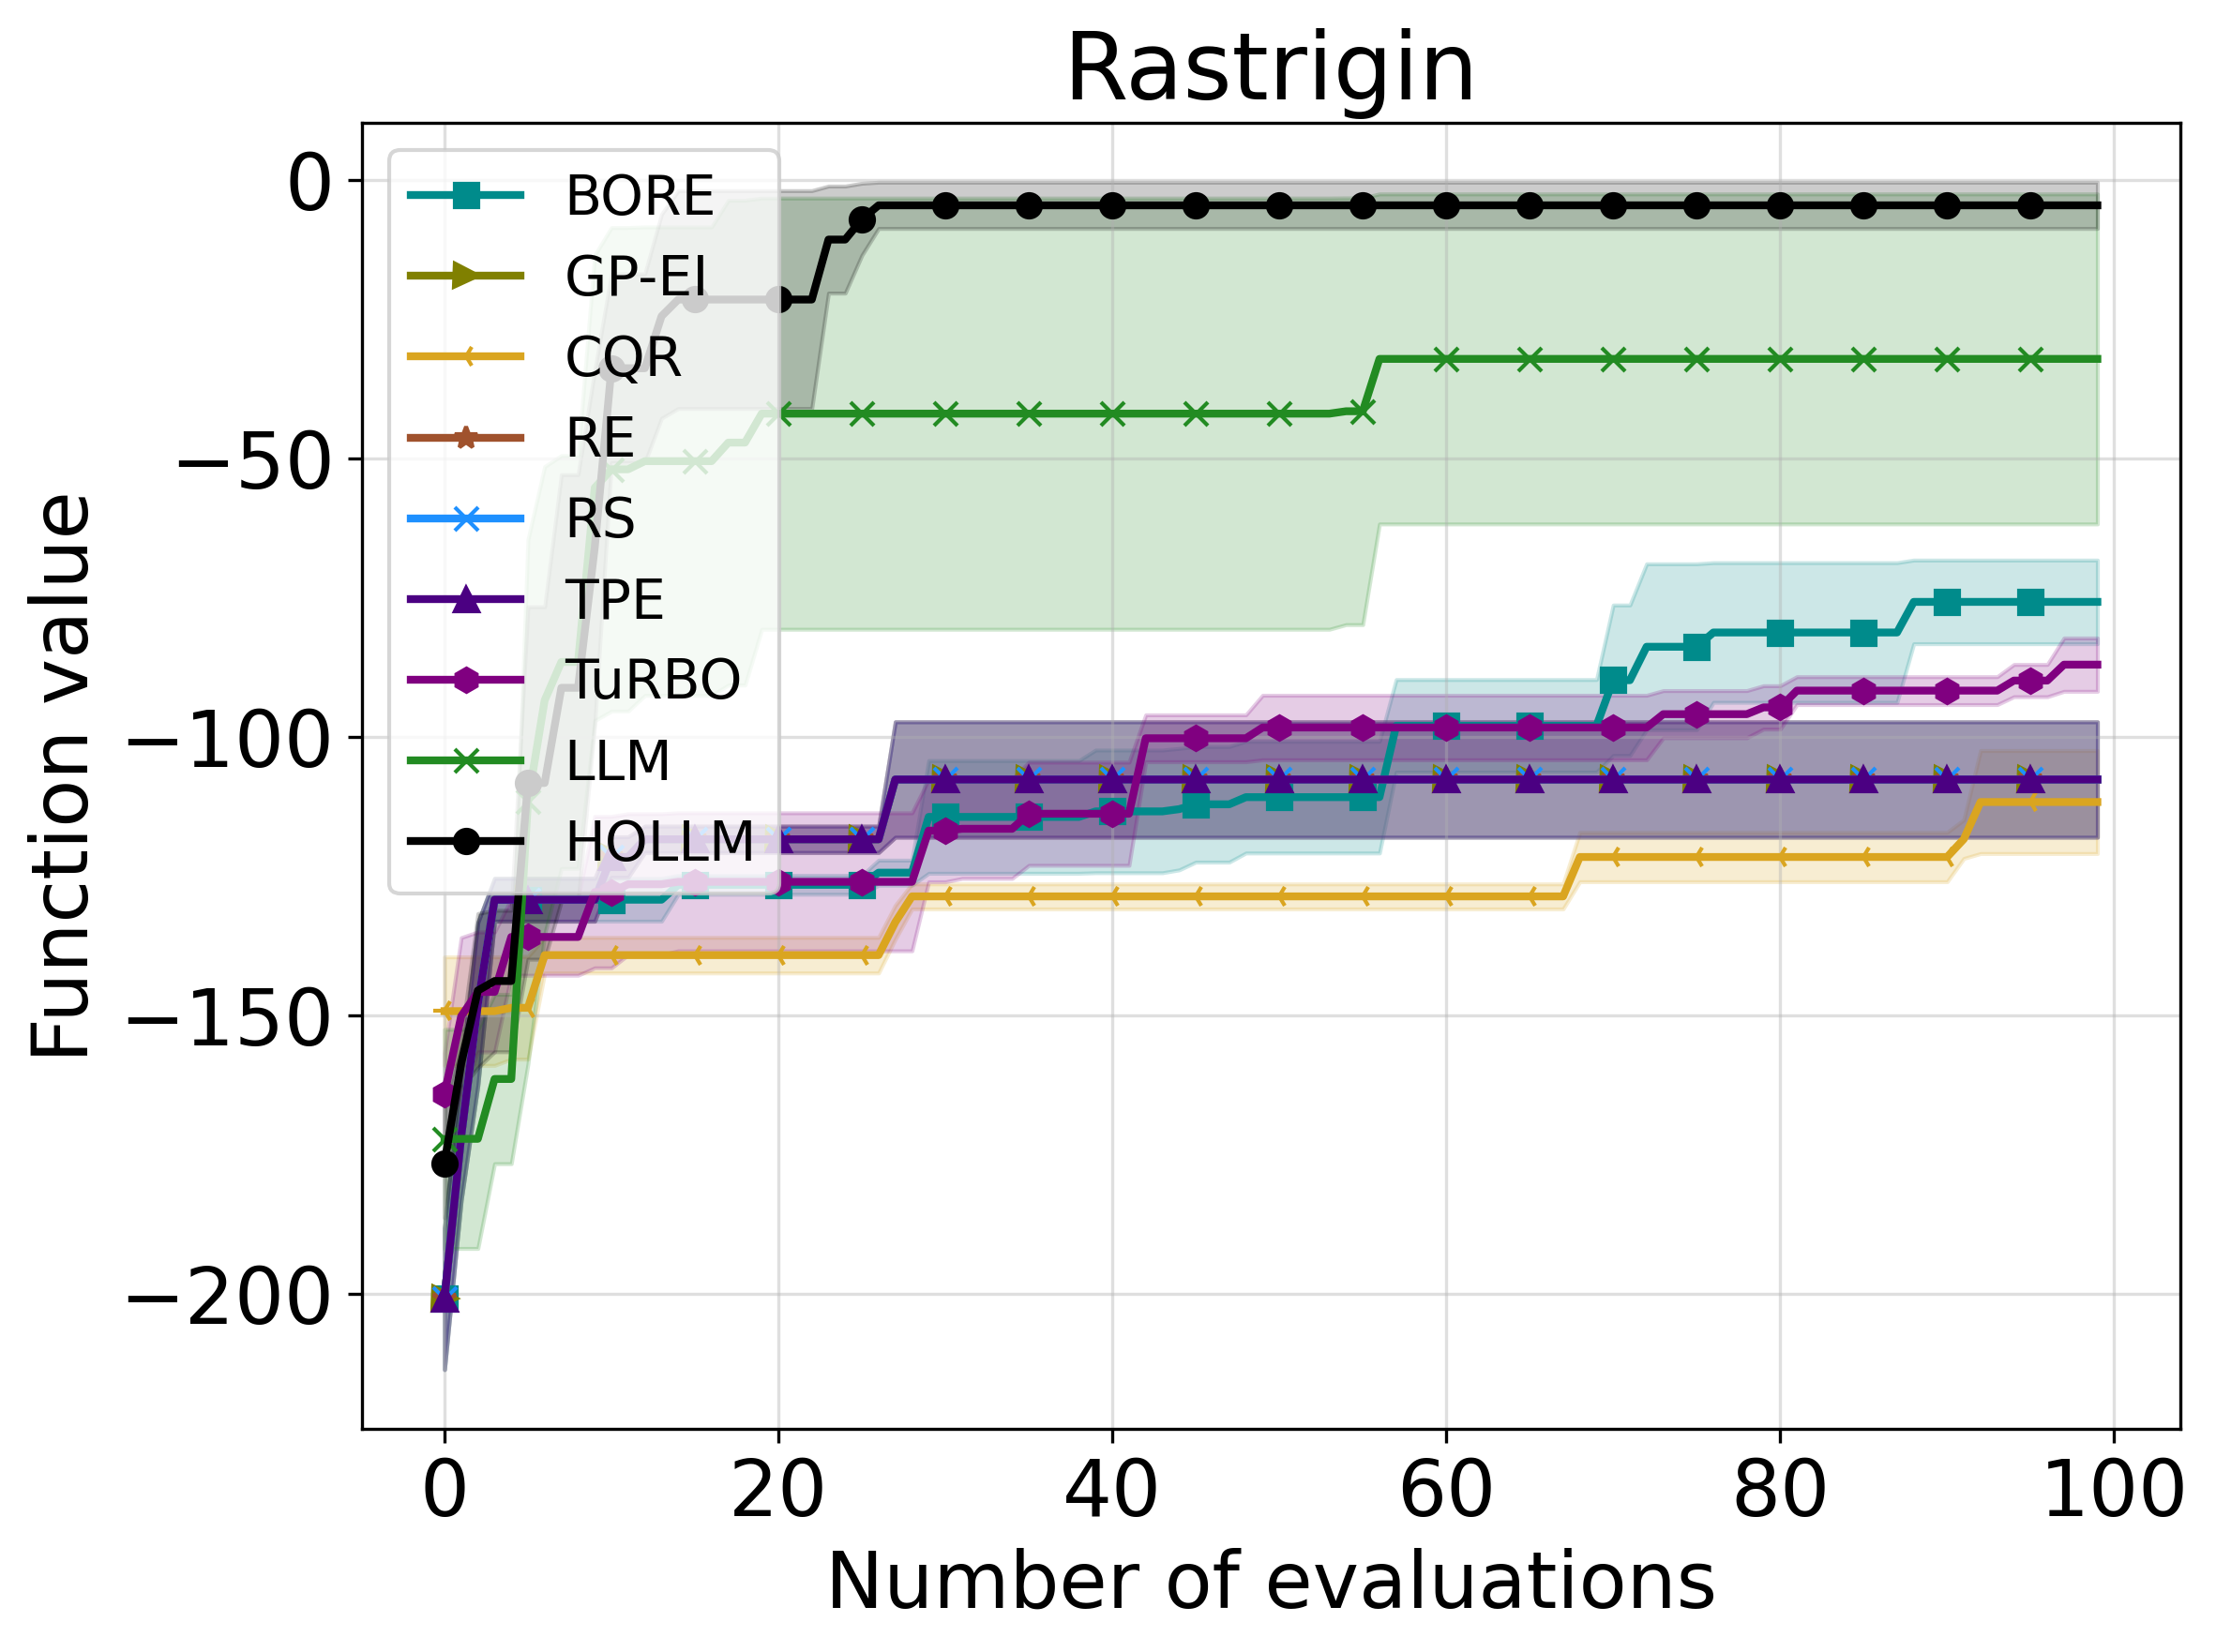 Rastrigin
Function value
0
−50
−100
−150
−200
BORE
GP-EI
CQR
RE
RS
TPE
TuRBO
LLM
HOLLM
0 20 40 60 80 100
Number of evaluations